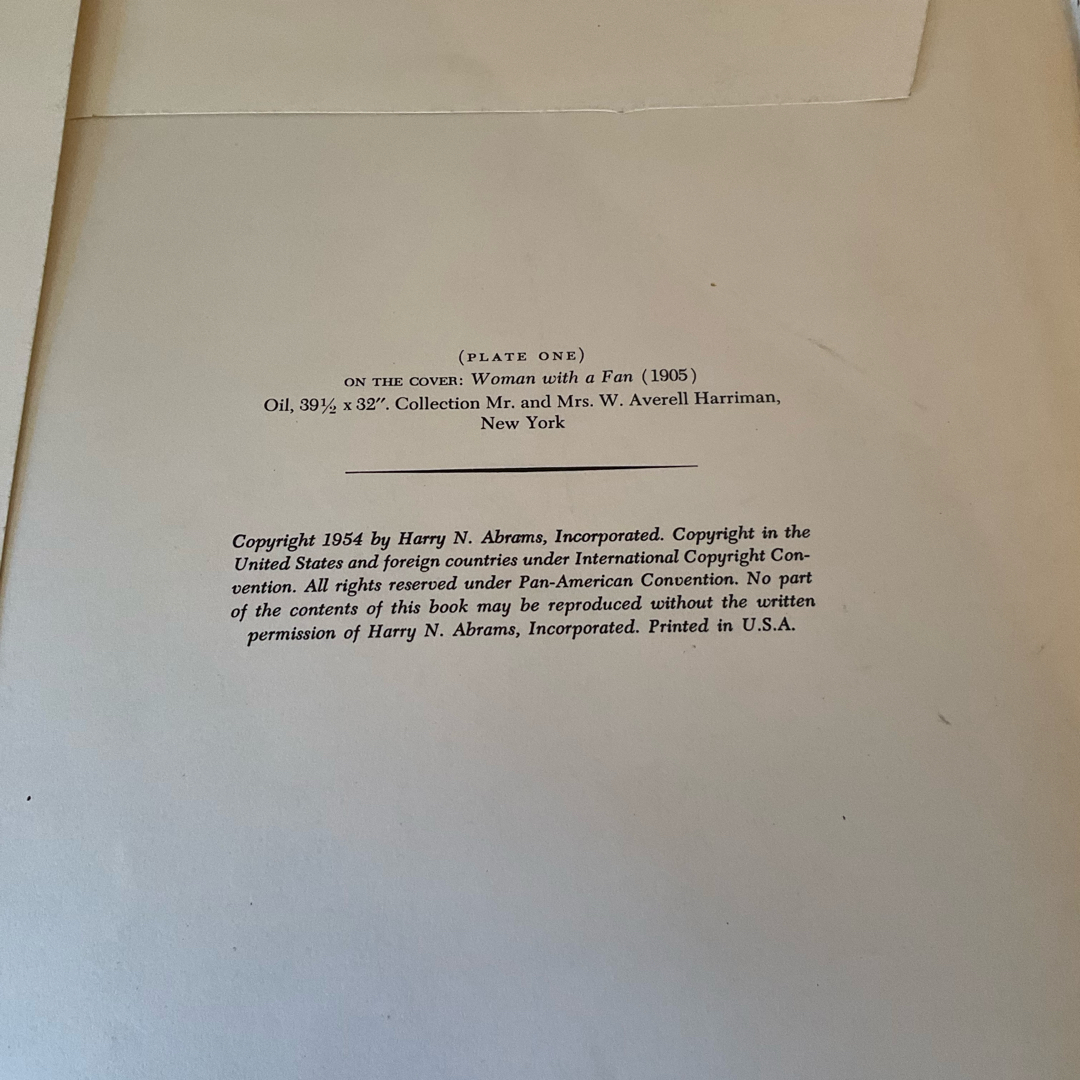 (PLATE ONE)
ON THE COVER: Woman with a Fan (1905)
Oil, 39½ x 32″. Collection Mr. and Mrs. W. Averell Harriman,
New York
Copyright 1954 by Harry N. Abrams, Incorporated. Copyright in the
United States and foreign countries under International Copyright Con-
vention. All rights reserved under Pan-American Convention. No part
of the contents of this book may be reproduced without the written
permission of Harry N. Abrams, Incorporated. Printed in U.S.A.